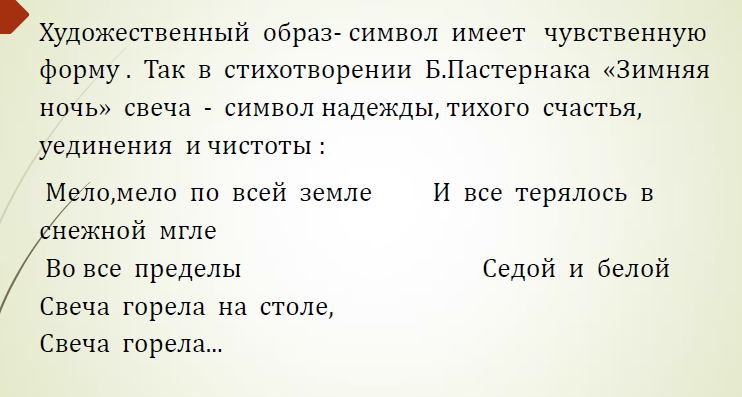 Художественный образ- символ имеет чувственную
форму . Так в стихотворении Б.Пастернака «Зимняя
ночь» свеча - символ надежды, тихого счастья,
уединения и чистоты :
Мело,мело по всей земле И все терялось в
снежной мгле
Во все пределы Седой и белой
Свеча горела на столе,
Свеча горела...